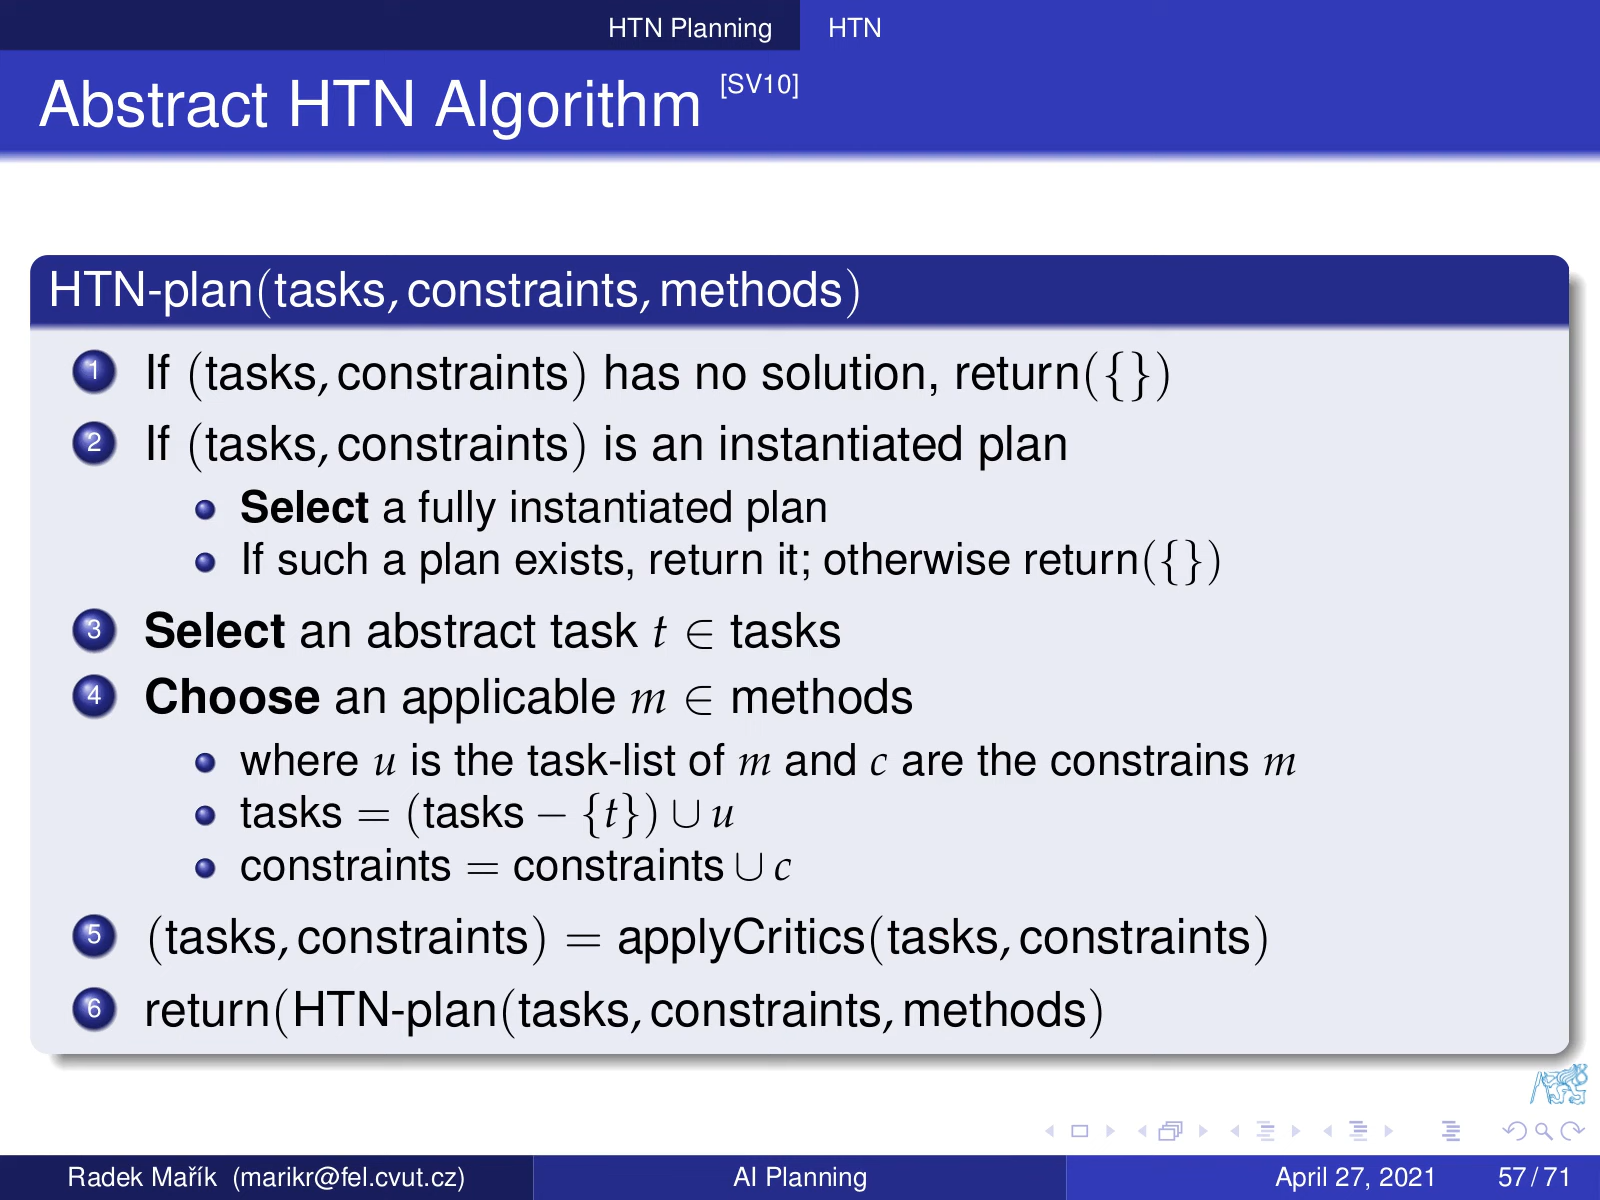 HTN Planning HTN
Abstract HTN Algorithm [SV10]
HTN-plan(tasks, constraints, methods)
1 If (tasks, constraints) has no solution, return({})
2 If (tasks, constraints) is an instantiated plan
Select a fully instantiated plan
If such a plan exists, return it; otherwise return({})
3 Select an abstract task t ∈ tasks
4 Choose an applicable m ∈ methods
where u is the task-list of m and c are the constrains m
tasks = (tasks − {t}) ∪ u
constraints = constraints ∪ c
5 (tasks, constraints) = applyCritics(tasks, constraints)
6 return(HTN-plan(tasks, constraints, methods)
Radek Mařík (marikr@fel.cvut.cz) AI Planning April 27, 2021 57 / 71